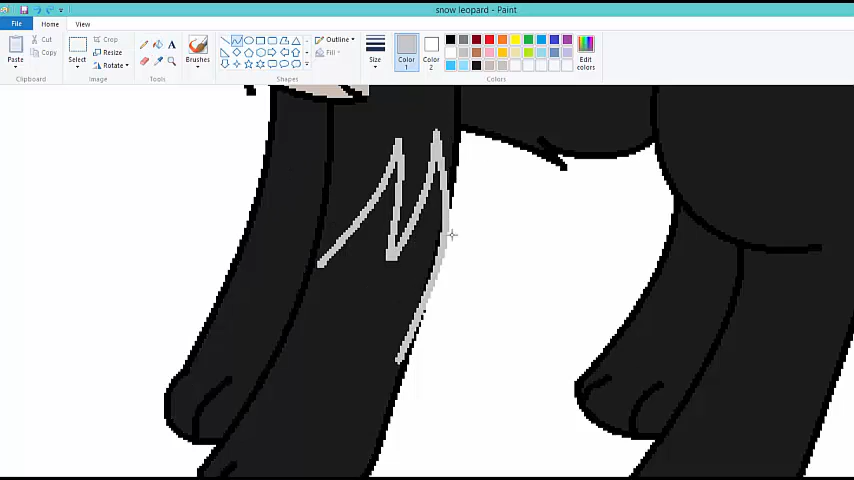 snow leopard - Paint
File Home View
Paste
Cut
Copy
Clipboard
Select
Crop
Resize
Rotate
Image
A
Tools
Brushes
Outline
Fill
Shapes
Size
Color
1
Color
2
Edit
colors
Colors